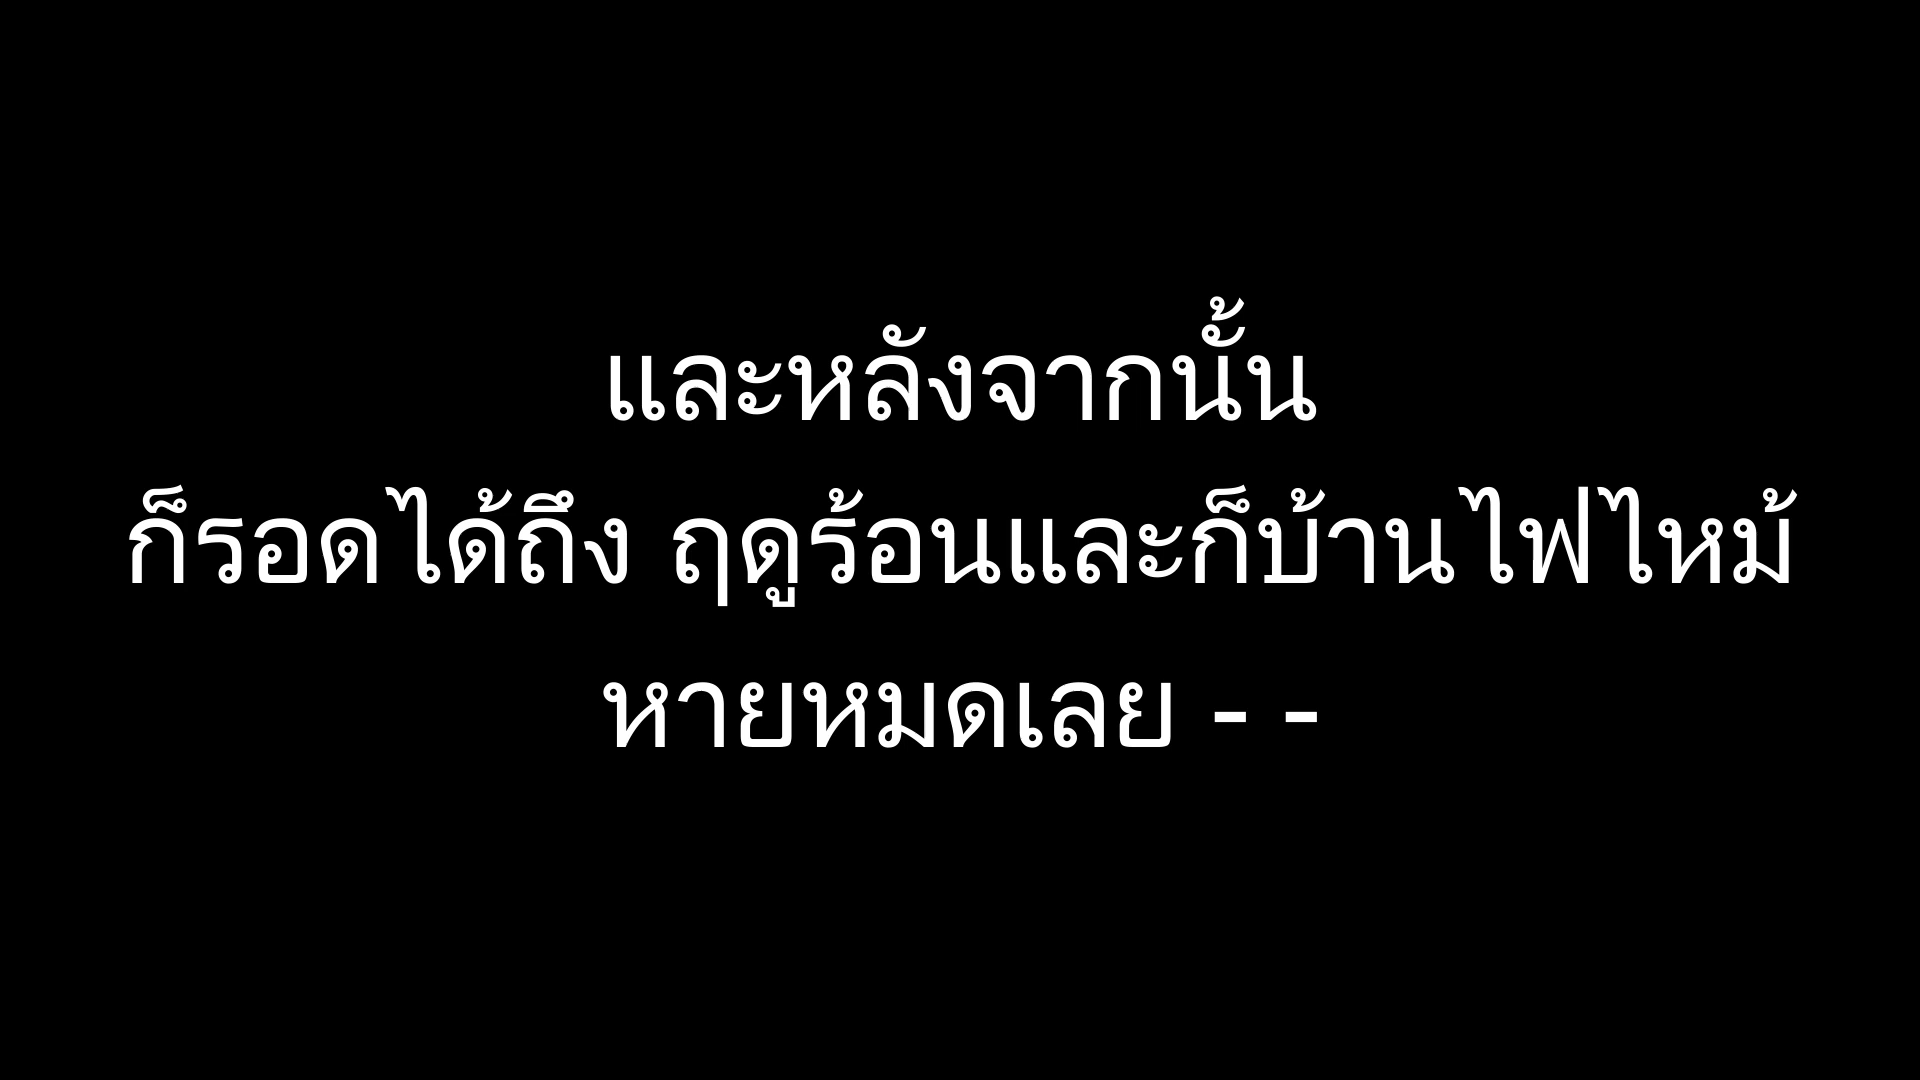 และหลังจากนั้น
ก็รอดได้ถึง ฤดูร้อนและก็บ้านไฟไหม้
หายหมดเลย - -